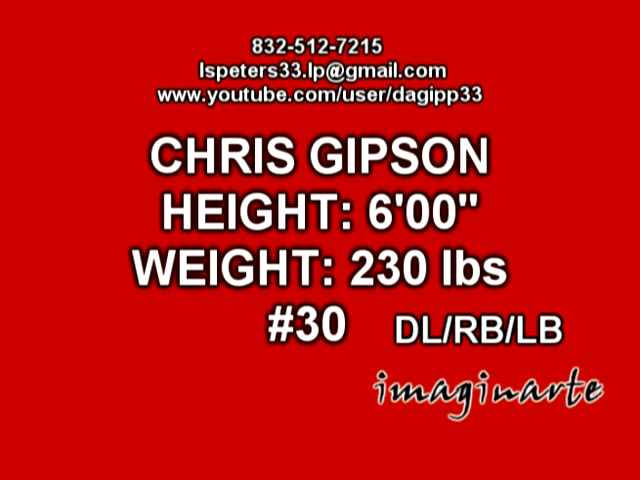 832-512-7215
lspeters33.lp@gmail.com
www.youtube.com/user/dagipp33
CHRIS GIPSON
HEIGHT: 6'00"
WEIGHT: 230 lbs
#30 DL/RB/LB
imaginarte